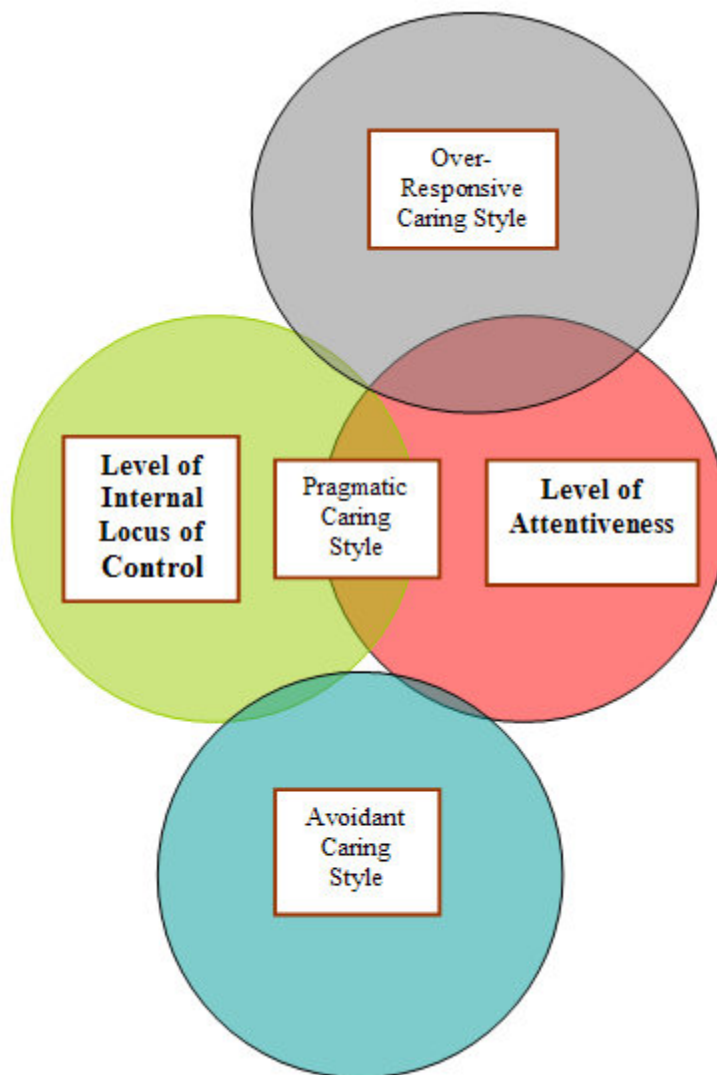 Over-
Responsive
Caring Style
Level of
Internal
Locus of
Control
Pragmatic
Caring
Style
Level of
Attentiveness
Avoidant
Caring
Style